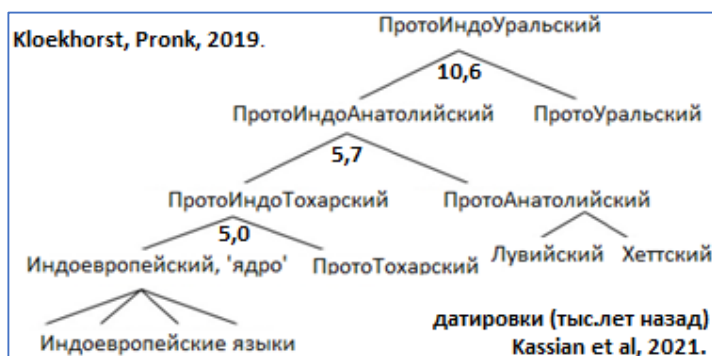 ПротоИндоУральский
Kloekhorst, Pronk, 2019.
10,6
ПротоИндоАнатолийский ПротоУральский
5,7
ПротоИндоТохарский ПротоАнатолийский
5,0
Индоевропейский, 'ядро' ПротоТохарский Лувийский Хеттский
датировки (тыс.лет назад)
Индоевропейские языки Kassian et al, 2021.